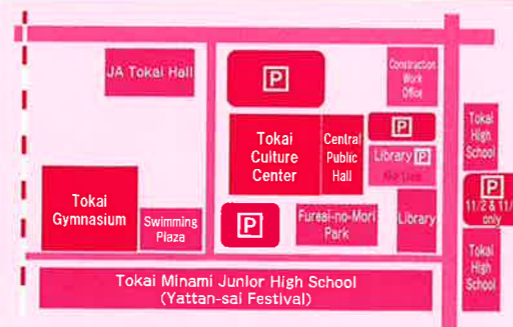 JA Tokai Hall
P
Construction
Work
Office
Tokai
Culture
Center
Central
Public
Hall
P
Library P
Tokai
High
School
Tokai
Gymnasium
Swimming
Plaza
P
Fureai-no-Mori
Park
Library
P
11/2 & 11/
only
Tokai
High
School
Tokai Minami Junior High School
(Yattan-sai Festival)